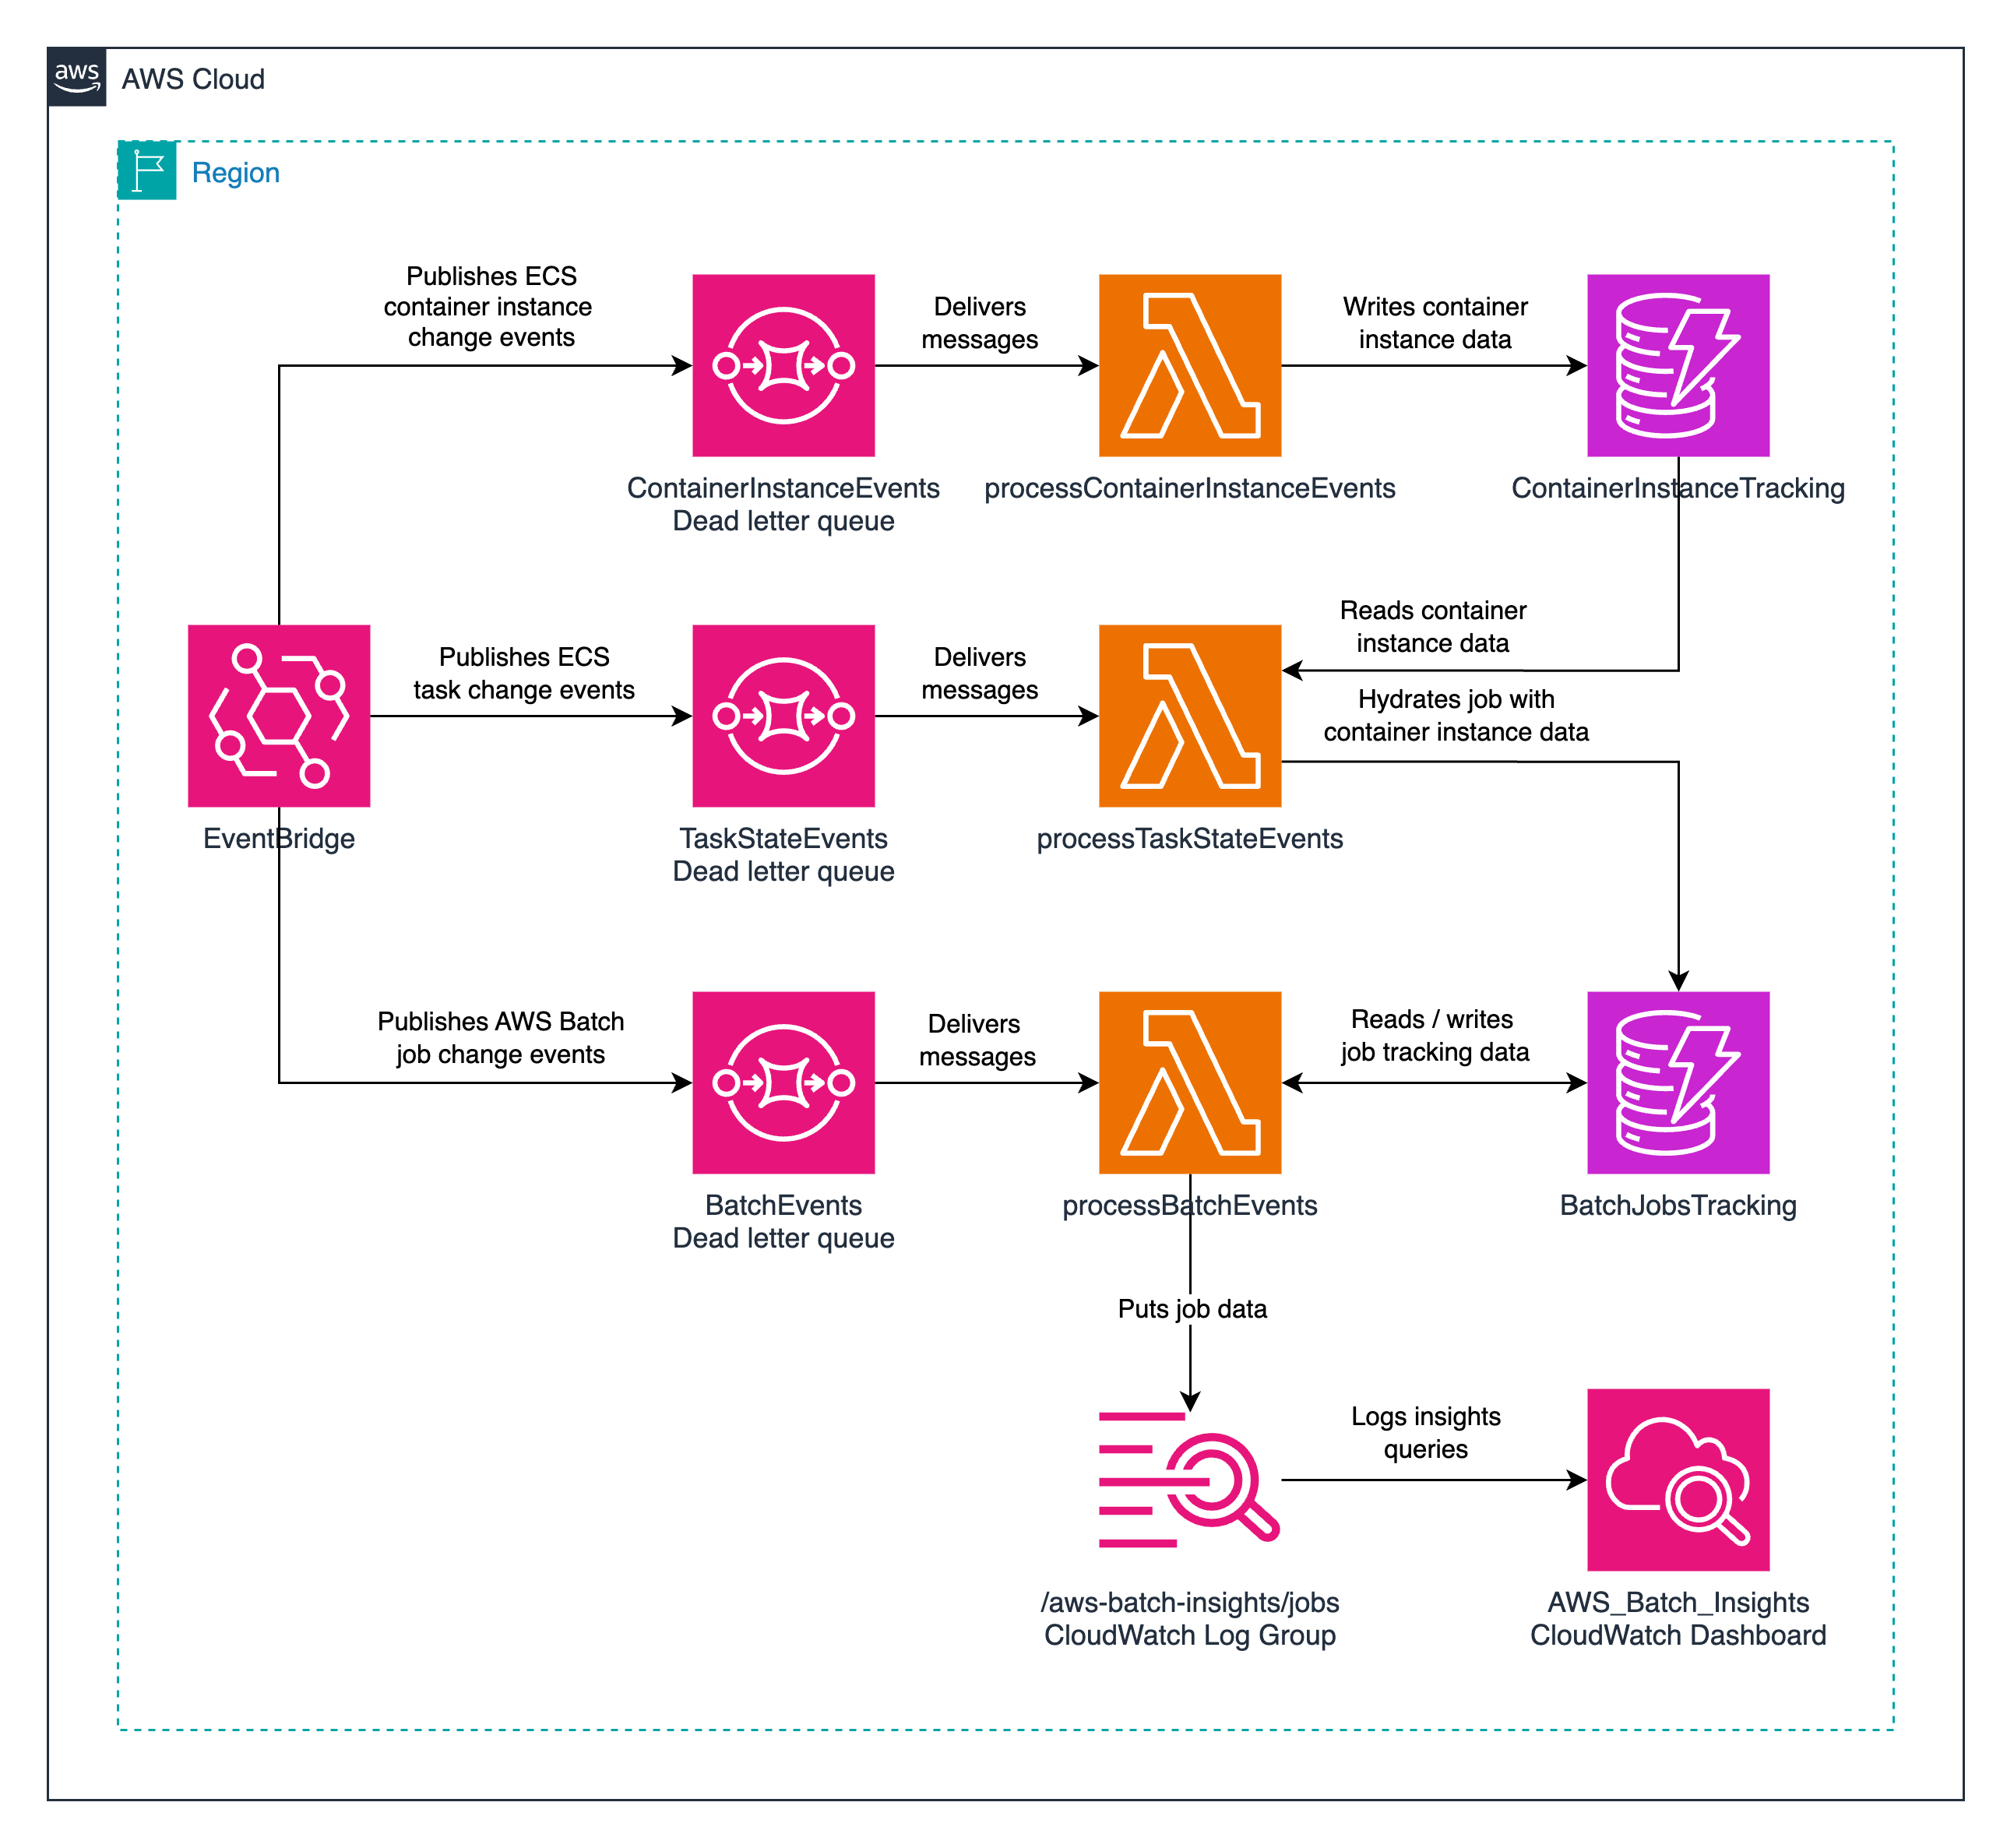 aws
AWS Cloud
Region
Publishes ECS
container instance
change events
Delivers
messages
Writes container
instance data
ContainerInstanceEvents
Dead letter queue
processContainerInstanceEvents
ContainerInstanceTracking
Reads container
instance data
Publishes ECS
task change events
Delivers
messages
Hydrates job with
container instance data
EventBridge
TaskStateEvents
Dead letter queue
processTaskStateEvents
Publishes AWS Batch
job change events
Delivers
messages
Reads / writes
job tracking data
BatchEvents
Dead letter queue
processBatchEvents
BatchJobsTracking
Puts job data
Logs insights
queries
/aws-batch-insights/jobs
CloudWatch Log Group
AWS_Batch_Insights
CloudWatch Dashboard